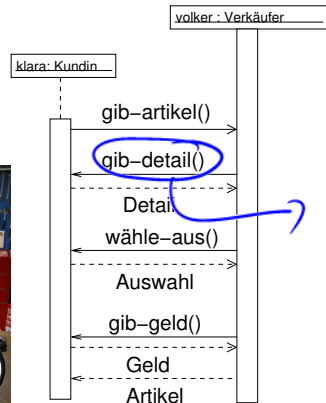 volker : Verkäufer
klara: Kundin
gib-artikel()
gib-detail()
Detail
wähle-aus()
Auswahl
gib-geld()
Geld
Artikel